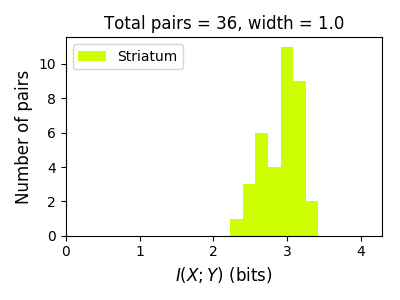 Total pairs = 36, width = 1.0
Striatum
Number of pairs
10
8
6
4
2
0
0 1 2 3 4
I(X; Y) (bits)